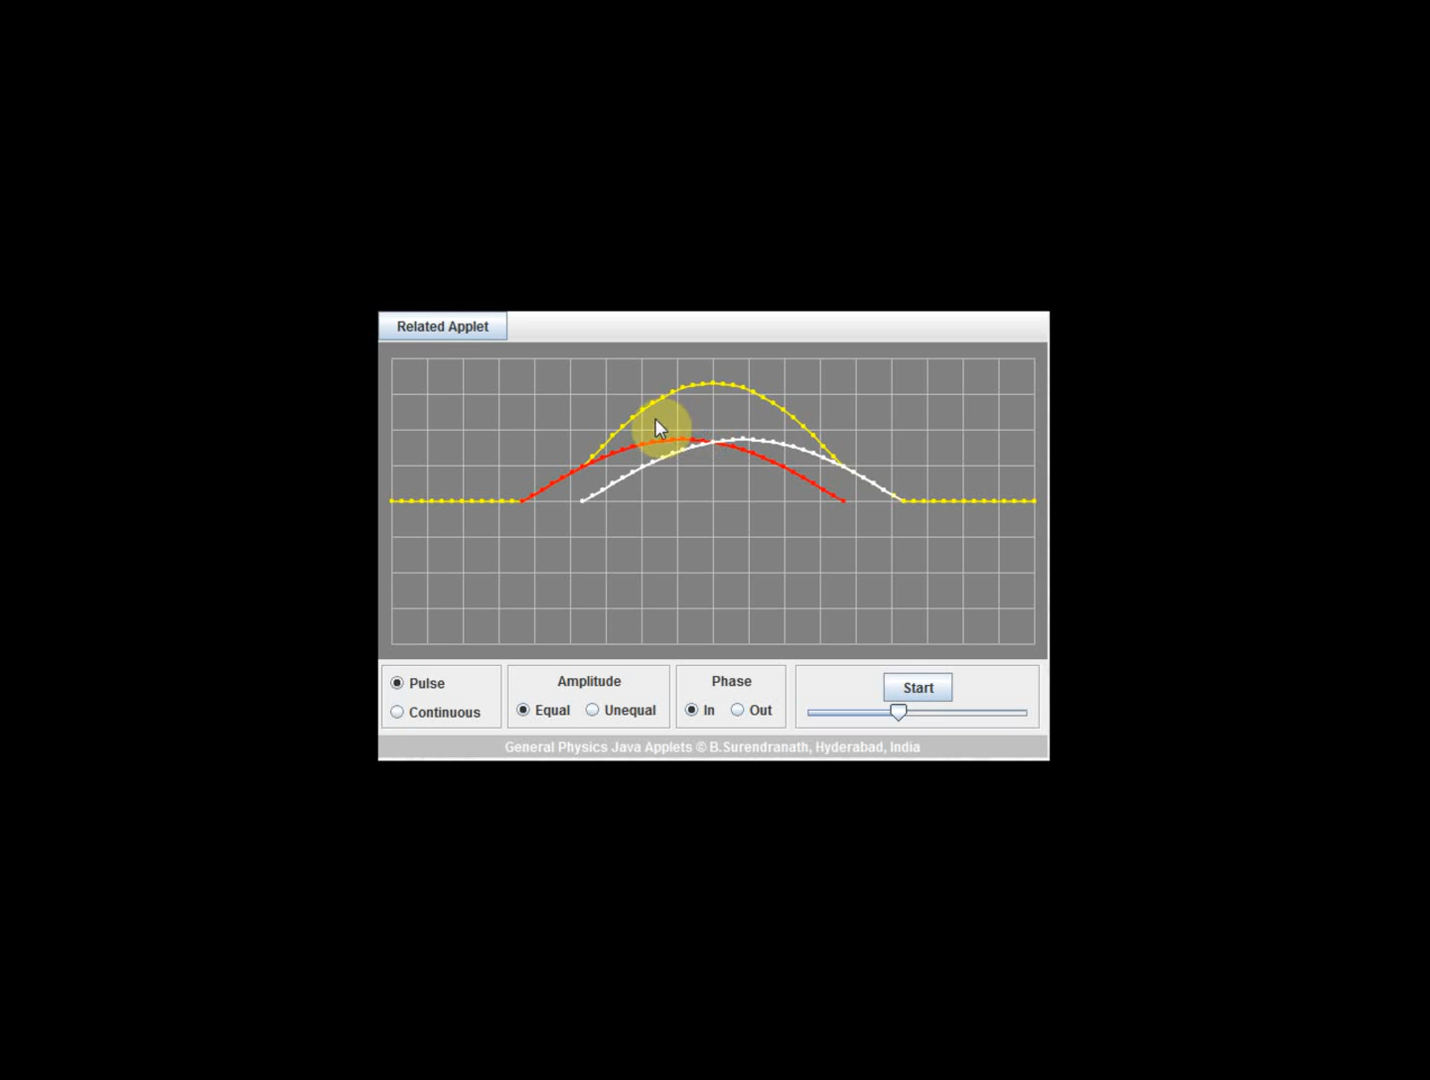 Related Applet
Pulse
Continuous
Amplitude
Equal Unequal
Phase
In Out
Start
General Physics Java Applets © B.Surendranath, Hyderabad, India